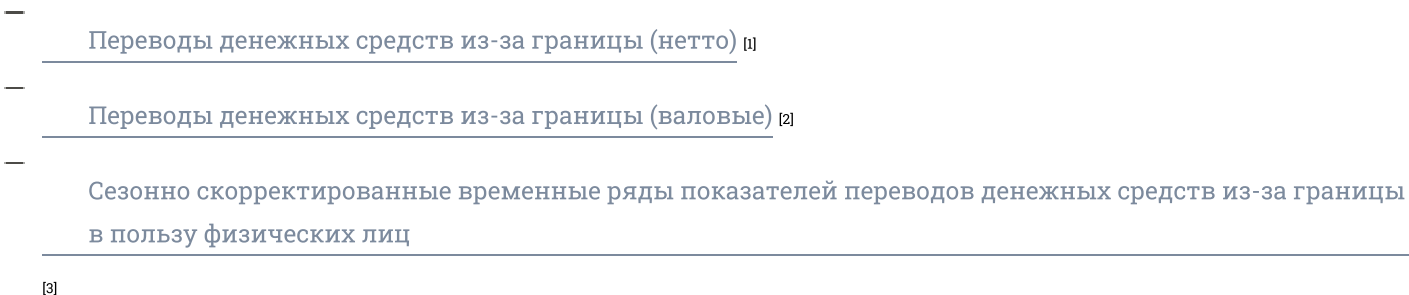 — 
Переводы денежных средств из-за границы (нетто) [1]
—
Переводы денежных средств из-за границы (валовые) [2]
—
Сезонно скорректированные временные ряды показателей переводов денежных средств из-за границы
в пользу физических лиц
[3]